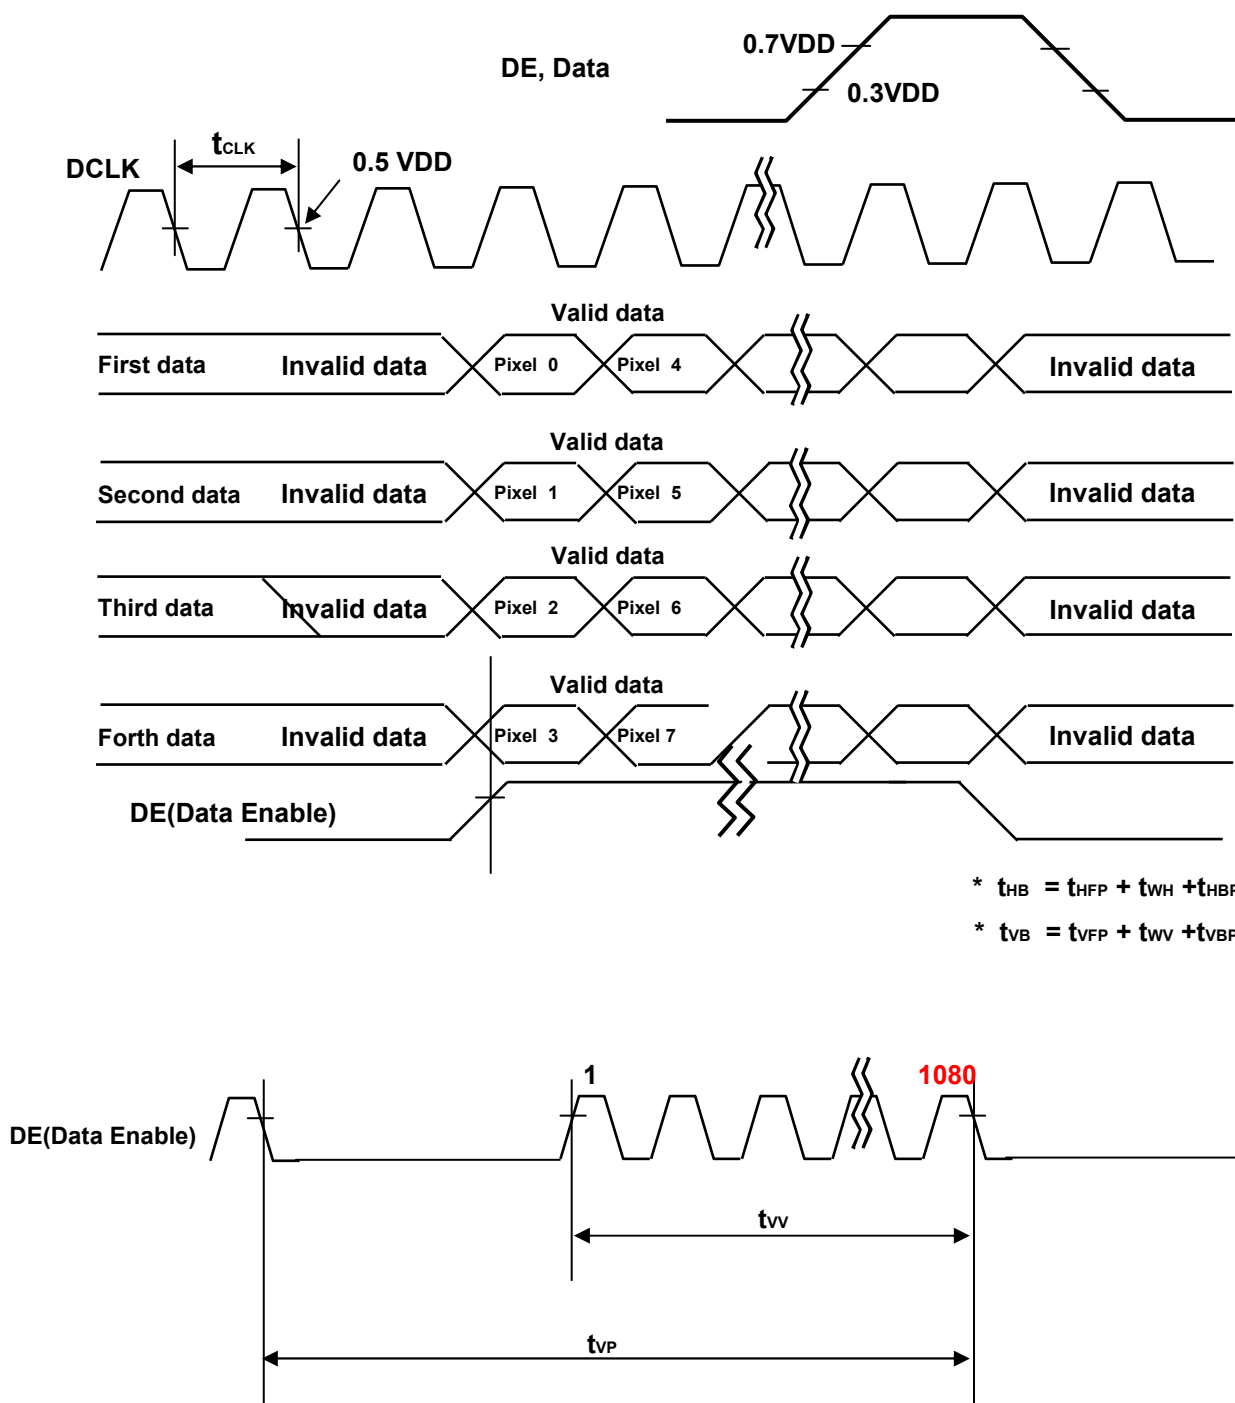 0.7VDD
DE, Data
0.3VDD
tCLK
0.5 VDD
DCLK
Valid data
First data Invalid data Pixel 0 Pixel 4 Invalid data
Valid data
Second data Invalid data Pixel 1 Pixel 5 Invalid data
Valid data
Third data Invalid data Pixel 2 Pixel 6 Invalid data
Valid data
Forth data Invalid data Pixel 3 Pixel 7 Invalid data
DE(Data Enable)
* tHB = tHFP + tWH +tHBP
* tVB = tVFP + tWV +tVBP
1 1080
DE(Data Enable)
tVV
tVP